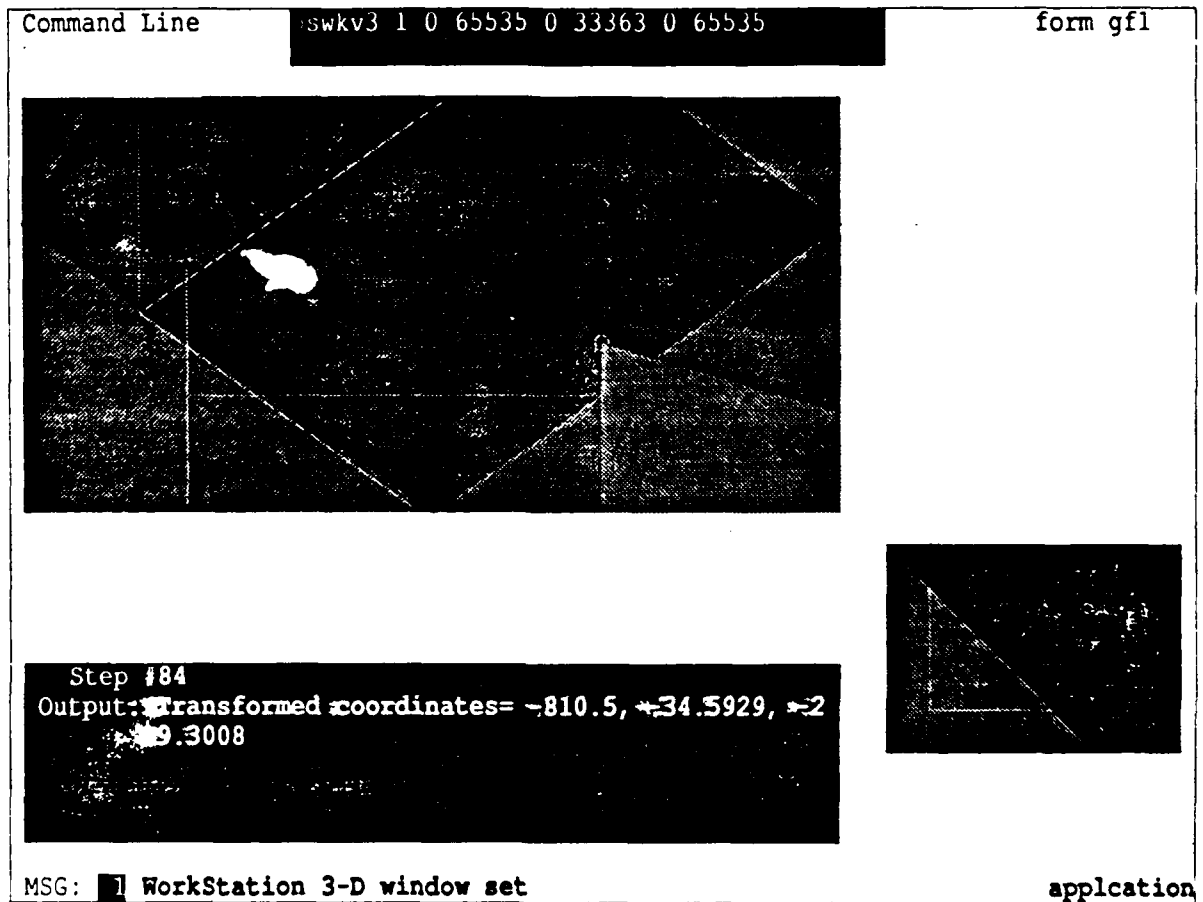 Command Line
swkv3 1 0 65535 0 33363 0 65535
form gf1
Step #84
Output: Transformed coordinates= -810.5, -34.5929, -2
9.3008
MSG: 1 WorkStation 3-D window set
applcation